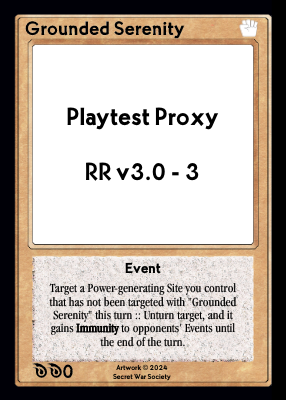 Grounded Serenity
Playtest Proxy
RR v3.0 - 3
Event
Target a Power-generating Site you control
that has not been targeted with "Grounded
Serenity" this turn :: Unturn target, and it
gains Immunity to opponents' Events until
the end of the turn.
0
Artwork © 2024
Secret War Society